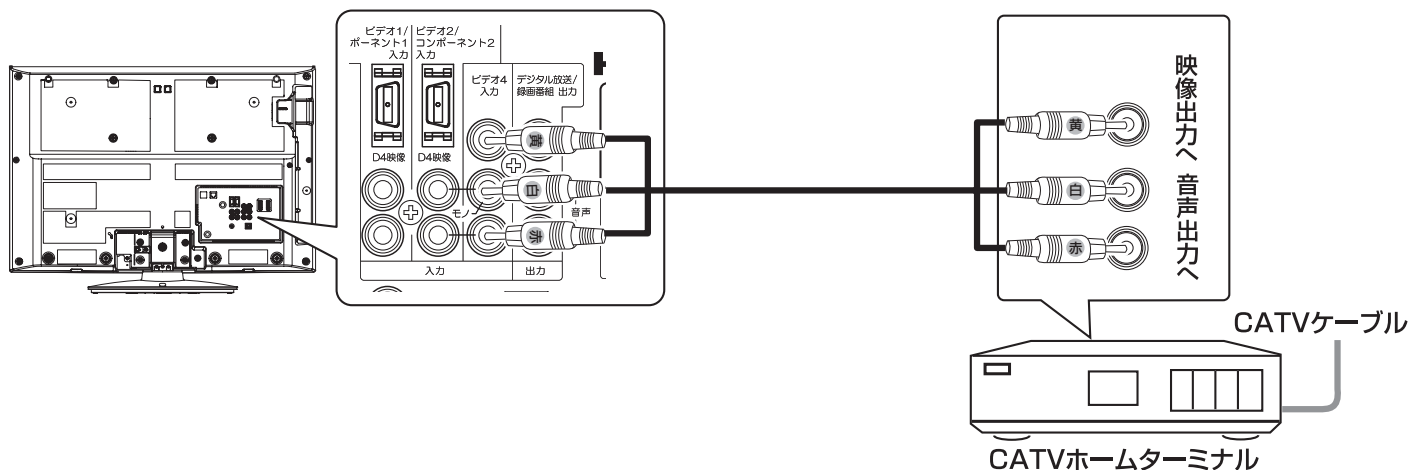 ビデオ1/
ポーネント1
入力
ビデオ2/
コンポーネント2
入力
ビデオ4
入力
デジタル放送/
録画番組 出力
D4映像
D4映像
黄
白
赤
モノ
音声
入力
出力
黄
白
赤
映像出力へ 音声出力へ
CATVケーブル
CATVホームターミナル